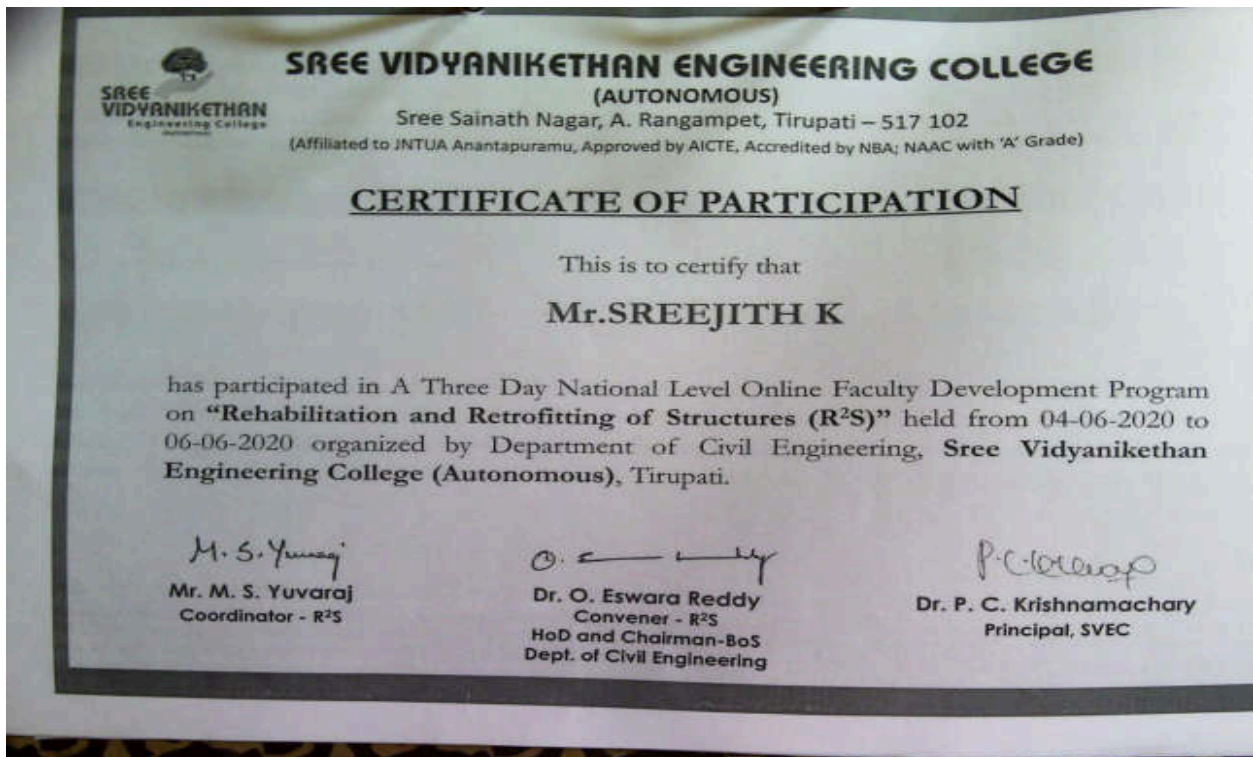 SREE
VIDYANIKETHAN
Engineering College
SREE VIDYANIKETHAN ENGINEERING COLLEGE
(AUTONOMOUS)
Sree Sainath Nagar, A. Rangampet, Tirupati – 517 102
(Affiliated to JNTUA Anantapuramu, Approved by AICTE, Accredited by NBA; NAAC with 'A' Grade)
CERTIFICATE OF PARTICIPATION
This is to certify that
Mr.SREEJITH K
has participated in A Three Day National Level Online Faculty Development Program
on “Rehabilitation and Retrofitting of Structures (R²S)” held from 04-06-2020 to
06-06-2020 organized by Department of Civil Engineering, Sree Vidyanikethan
Engineering College (Autonomous), Tirupati.
M. S. Yuvaraj
Mr. M. S. Yuvaraj
Coordinator - R²S
Dr. O. Eswara Reddy
Convener - R²S
HoD and Chairman-BoS
Dept. of Civil Engineering
Dr. P. C. Krishnamachary
Principal, SVEC